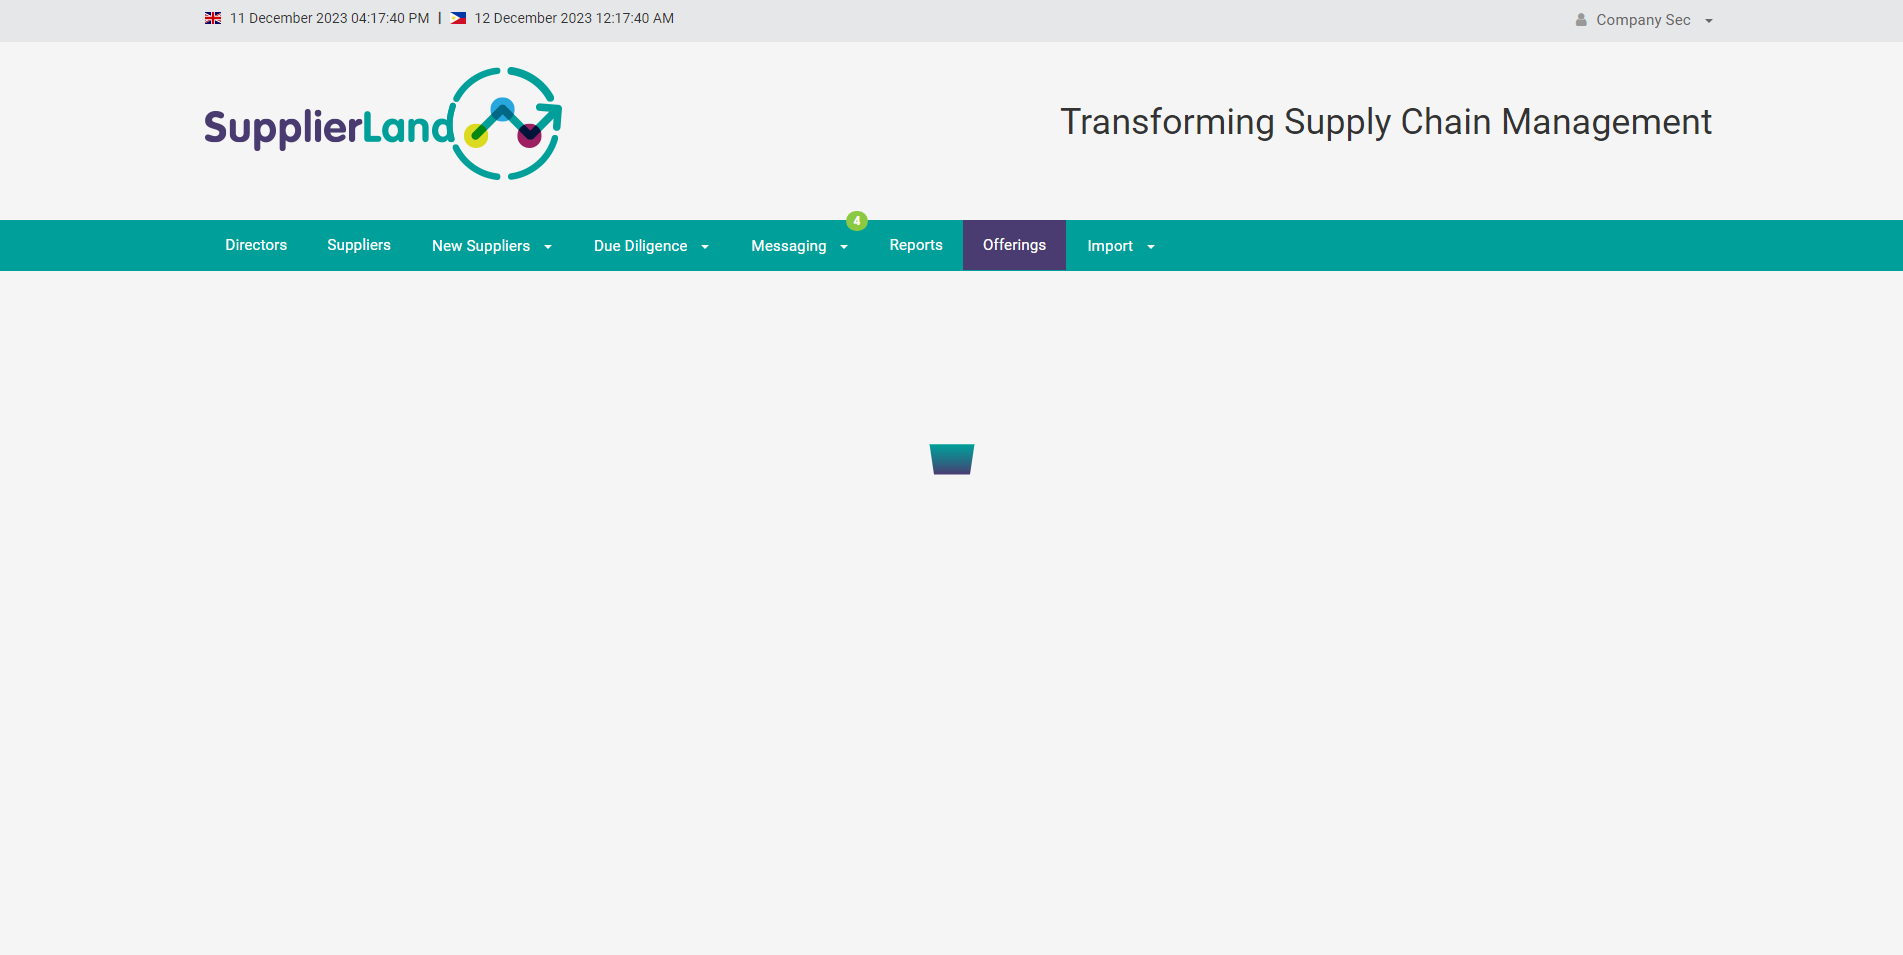 11 December 2023 04:17:40 PM | 12 December 2023 12:17:40 AM
Company Sec
SupplierLand
Transforming Supply Chain Management
4
Directors Suppliers New Suppliers Due Diligence Messaging Reports Offerings Import